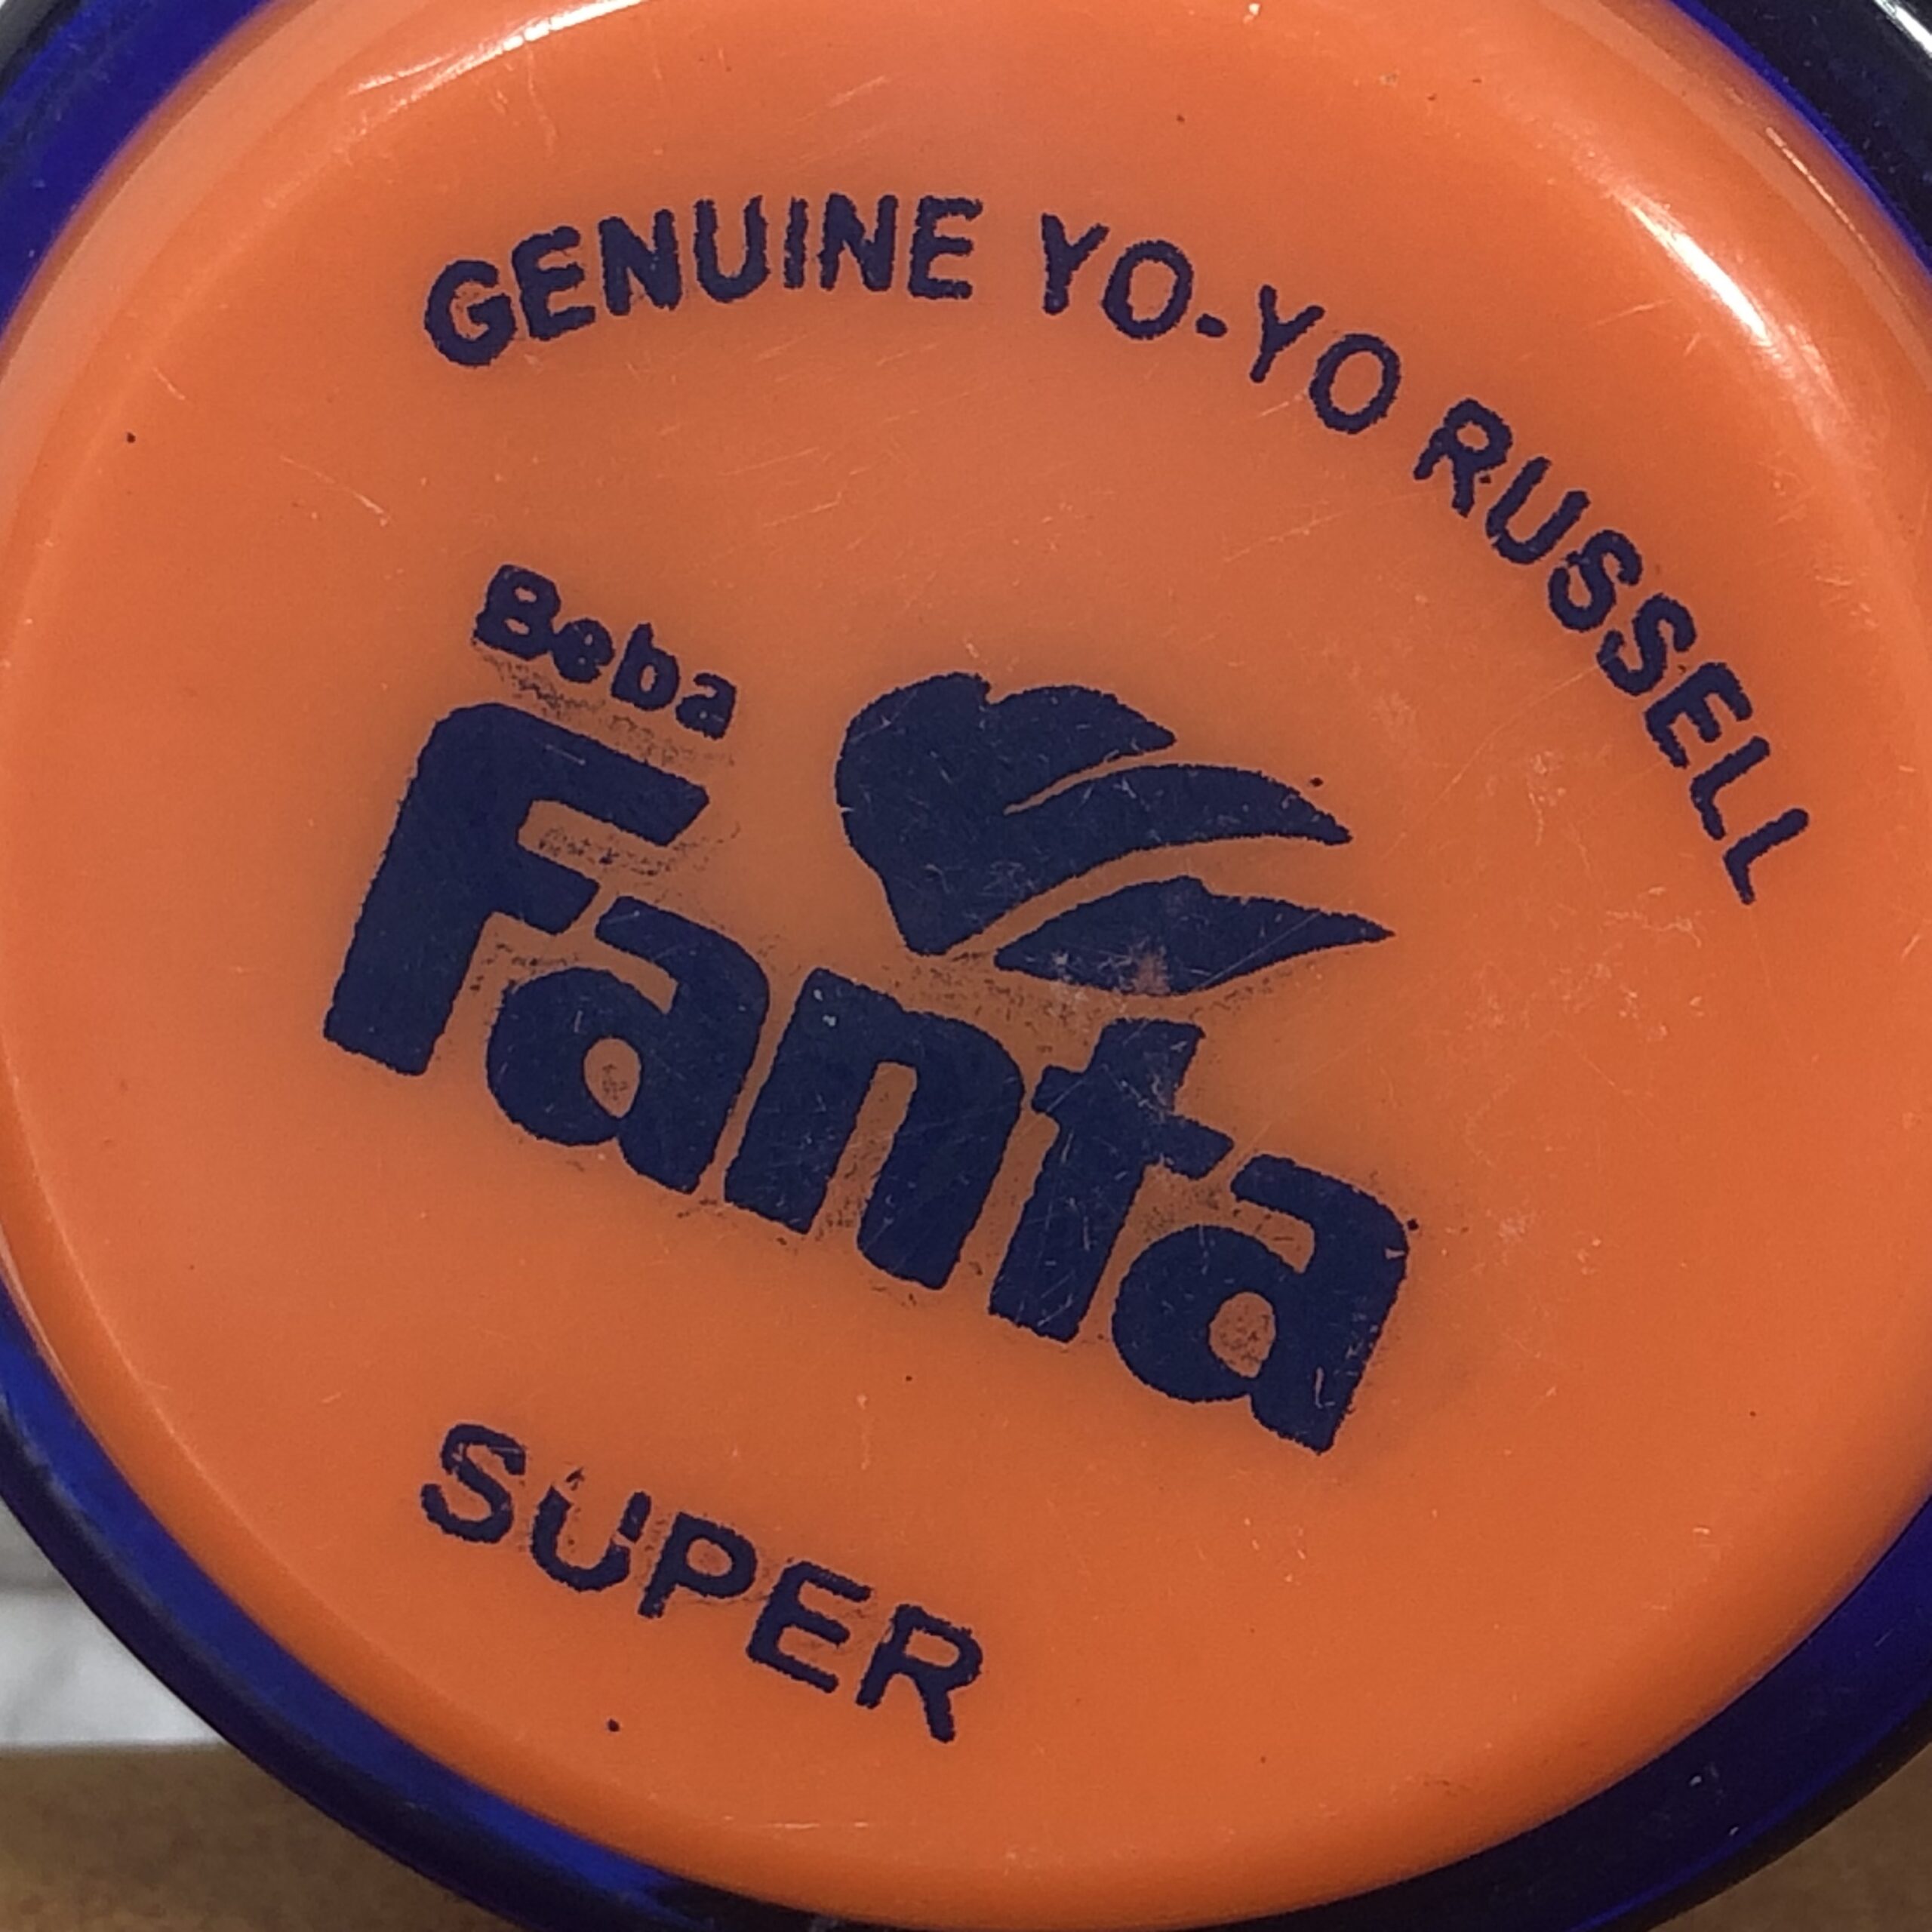 GENUINE YO-YO RUSSELL
Beba
Fanta
SUPER